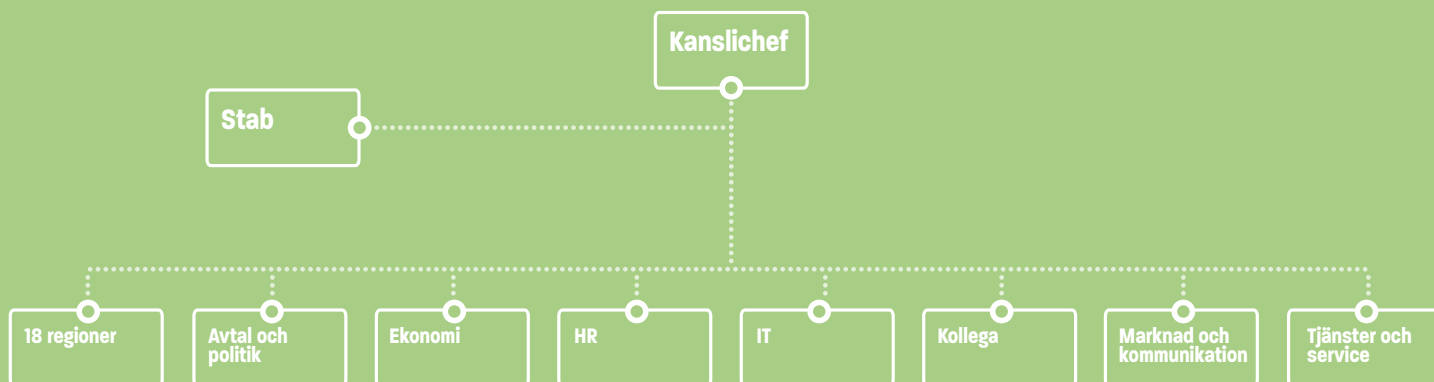 Kanslichef
Stab
18 regioner
Avtal och
politik
Ekonomi
HR
IT
Kollega
Marknad och
kommunikation
Tjänster och
service